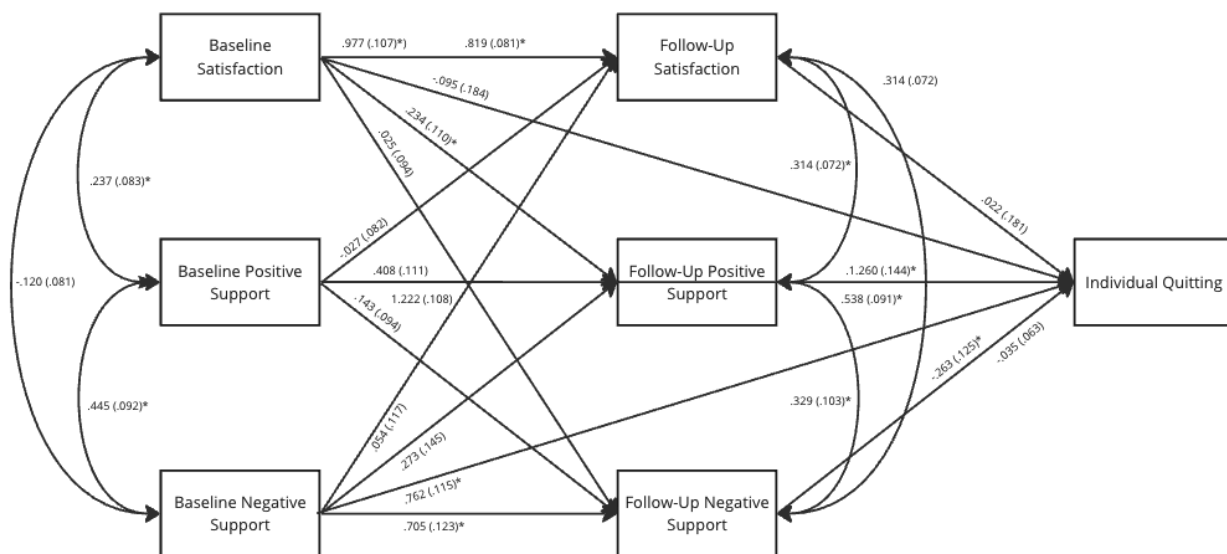 Baseline
Satisfaction
.977 (.107)*)
.819 (.081)*
Follow-Up
Satisfaction
-.095 (.184)
.314 (.072)
.234 (.110)*
.025 (.094)
.237 (.083)*
.314 (.072)*
.022 (.181)
-.027 (.082)
-.120 (.081)
Baseline Positive
Support
.408 (.111)
1.222 (.108)
.143 (.094)
Follow-Up Positive
Support
1.260 (.144)*
.538 (.091)*
Individual Quitting
-.263 (.125)*
-.035 (.063)
.445 (.092)*
.329 (.103)*
.054 (.117)
.273 (.145)
.762 (.115)*
Baseline Negative
Support
.705 (.123)*
Follow-Up Negative
Support